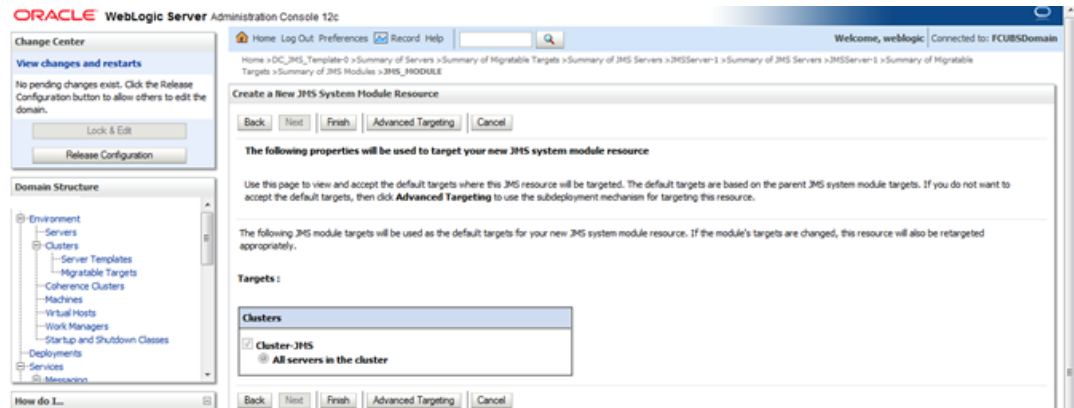 ORACLE WebLogic Server Administration Console 12c
Change Center
View changes and restarts
No pending changes exist. Click the Release
Configuration button to allow others to edit the
domain.
Lock & Edit
Release Configuration
Domain Structure
Environment
Servers
Clusters
Server Templates
Migratable Targets
Coherence Clusters
Machines
Virtual Hosts
Work Managers
Startup and Shutdown Classes
Deployments
Services
Messaging
How do I...
Home Log Out Preferences Record Help
Welcome, weblogic Connected to: FCUBSDomain
Home >DC_JMS_Template-0 >Summary of Servers >Summary of Migratable Targets >Summary of JMS Servers >JMSServer-1 >Summary of JMS Servers >JMSServer-1 >Summary of Migratable
Targets >Summary of JMS Modules >JMS_MODULE
Create a New JMS System Module Resource
Back Next Finish Advanced Targeting Cancel
The following properties will be used to target your new JMS system module resource
Use this page to view and accept the default targets where this JMS resource will be targeted. The default targets are based on the parent JMS system module targets. If you do not want to
accept the default targets, then click Advanced Targeting to use the subdeployment mechanism for targeting this resource.
The following JMS module targets will be used as the default targets for your new JMS system module resource. If the module's targets are changed, this resource will also be retargeted
appropriately.
Targets :
Clusters
Cluster-JMS
All servers in the cluster
Back Next Finish Advanced Targeting Cancel